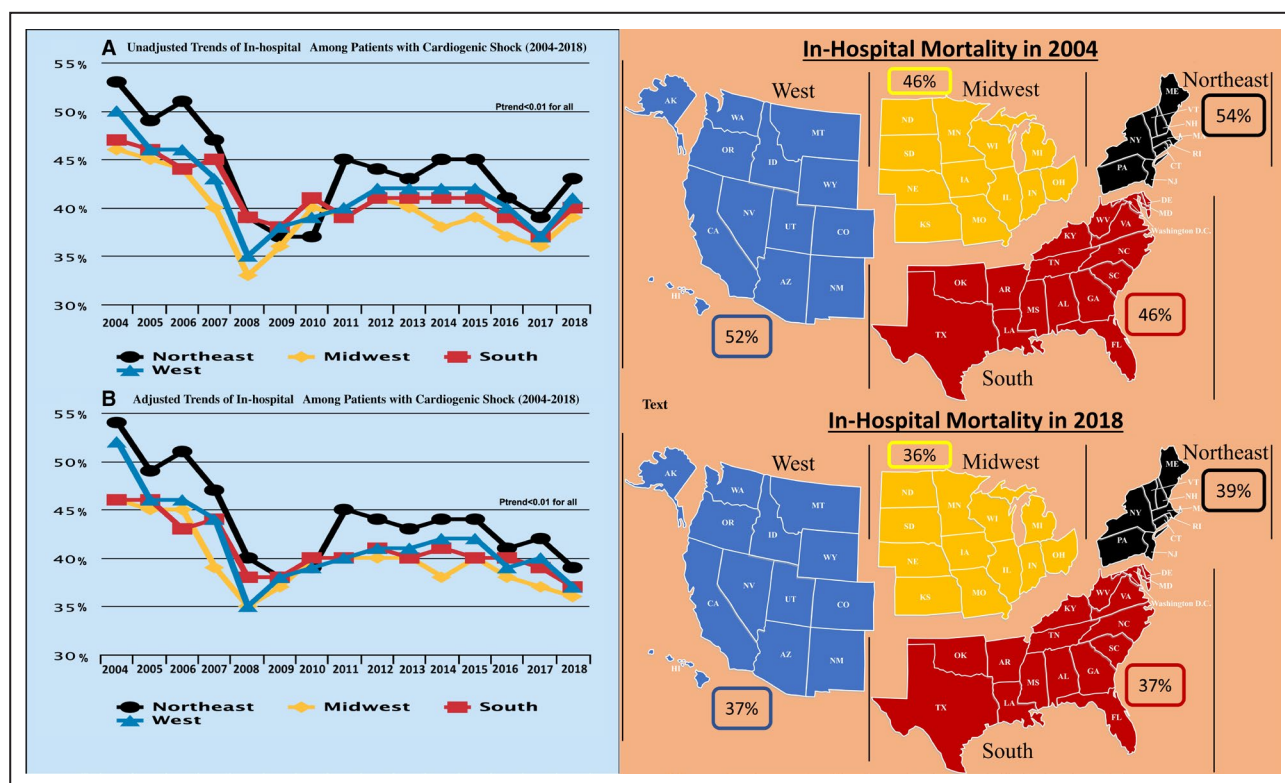 A Unadjusted Trends of In-hospital Among Patients with Cardiogenic Shock (2004-2018)
55%
50%
45%
40%
35%
30%
Ptrend<0.01 for all
2004 2005 2006 2007 2008 2009 2010 2011 2012 2013 2014 2015 2016 2017 2018
Northeast Midwest South
West
B Adjusted Trends of In-hospital Among Patients with Cardiogenic Shock (2004-2018)
55%
50%
45%
40%
35%
30%
Ptrend<0.01 for all
2004 2005 2006 2007 2008 2009 2010 2011 2012 2013 2014 2015 2016 2017 2018
Northeast Midwest South
West
In-Hospital Mortality in 2004
West
AK
WA
MT
OR
ID
WY
NV
CA
UT
CO
AZ
NM
HI
52%
46%
Midwest
ND
MN
WI
MI
SD
IA
NE
IL
IN
OH
KS
MO
Northeast
54%
ME
VT
NH
NY
RI
CT
PA
NJ
DE
MD
Washington D.C.
WV
VA
KY
NC
TN
SC
OK
AR
MS
AL
GA
TX
LA
FL
46%
South
Text
In-Hospital Mortality in 2018
West
AK
WA
MT
OR
ID
WY
NV
CA
UT
CO
AZ
NM
HI
37%
36%
Midwest
ND
MN
WI
MI
SD
IA
NE
IL
IN
OH
KS
MO
Northeast
39%
ME
VT
NH
NY
RI
CT
PA
NJ
DE
MD
Washington D.C.
WV
VA
KY
NC
TN
SC
OK
AR
MS
AL
GA
TX
LA
FL
37%
South